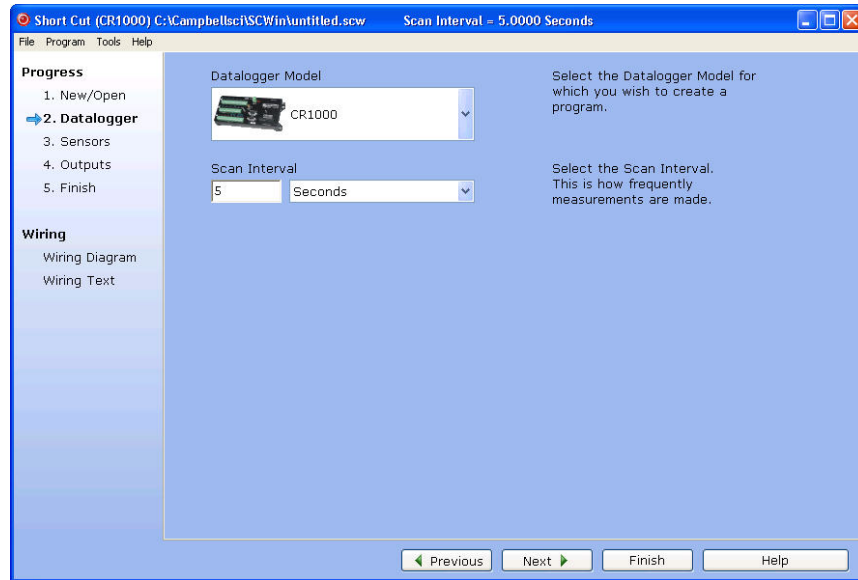 Short Cut (CR1000) C:\Campbellsci\SCWin\untitled.scw Scan Interval = 5.0000 Seconds
File Program Tools Help
Progress
1. New/Open
2. Datalogger
3. Sensors
4. Outputs
5. Finish
Wiring
Wiring Diagram
Wiring Text
Datalogger Model
CR1000
Select the Datalogger Model for
which you wish to create a
program.
Scan Interval
5 Seconds
Select the Scan Interval.
This is how frequently
measurements are made.
Previous Next Finish Help